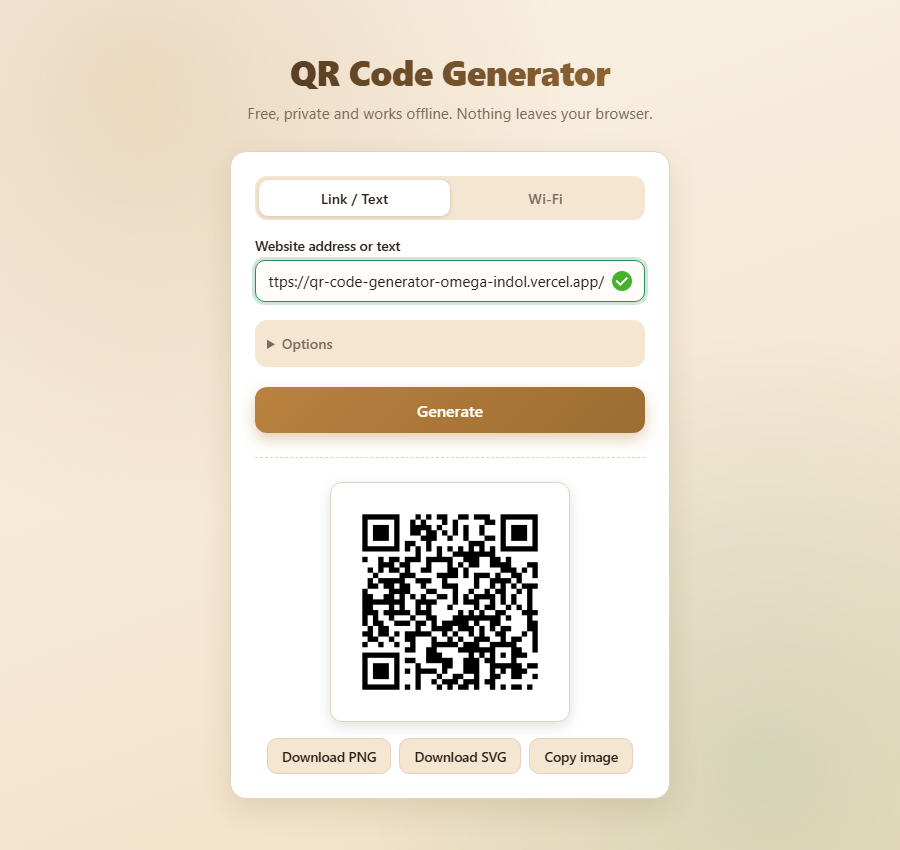 QR Code Generator
Free, private and works offline. Nothing leaves your browser.
Link / Text
Wi-Fi
Website address or text
ttps://qr-code-generator-omega-indol.vercel.app/
Options
Generate
Download PNG
Download SVG
Copy image